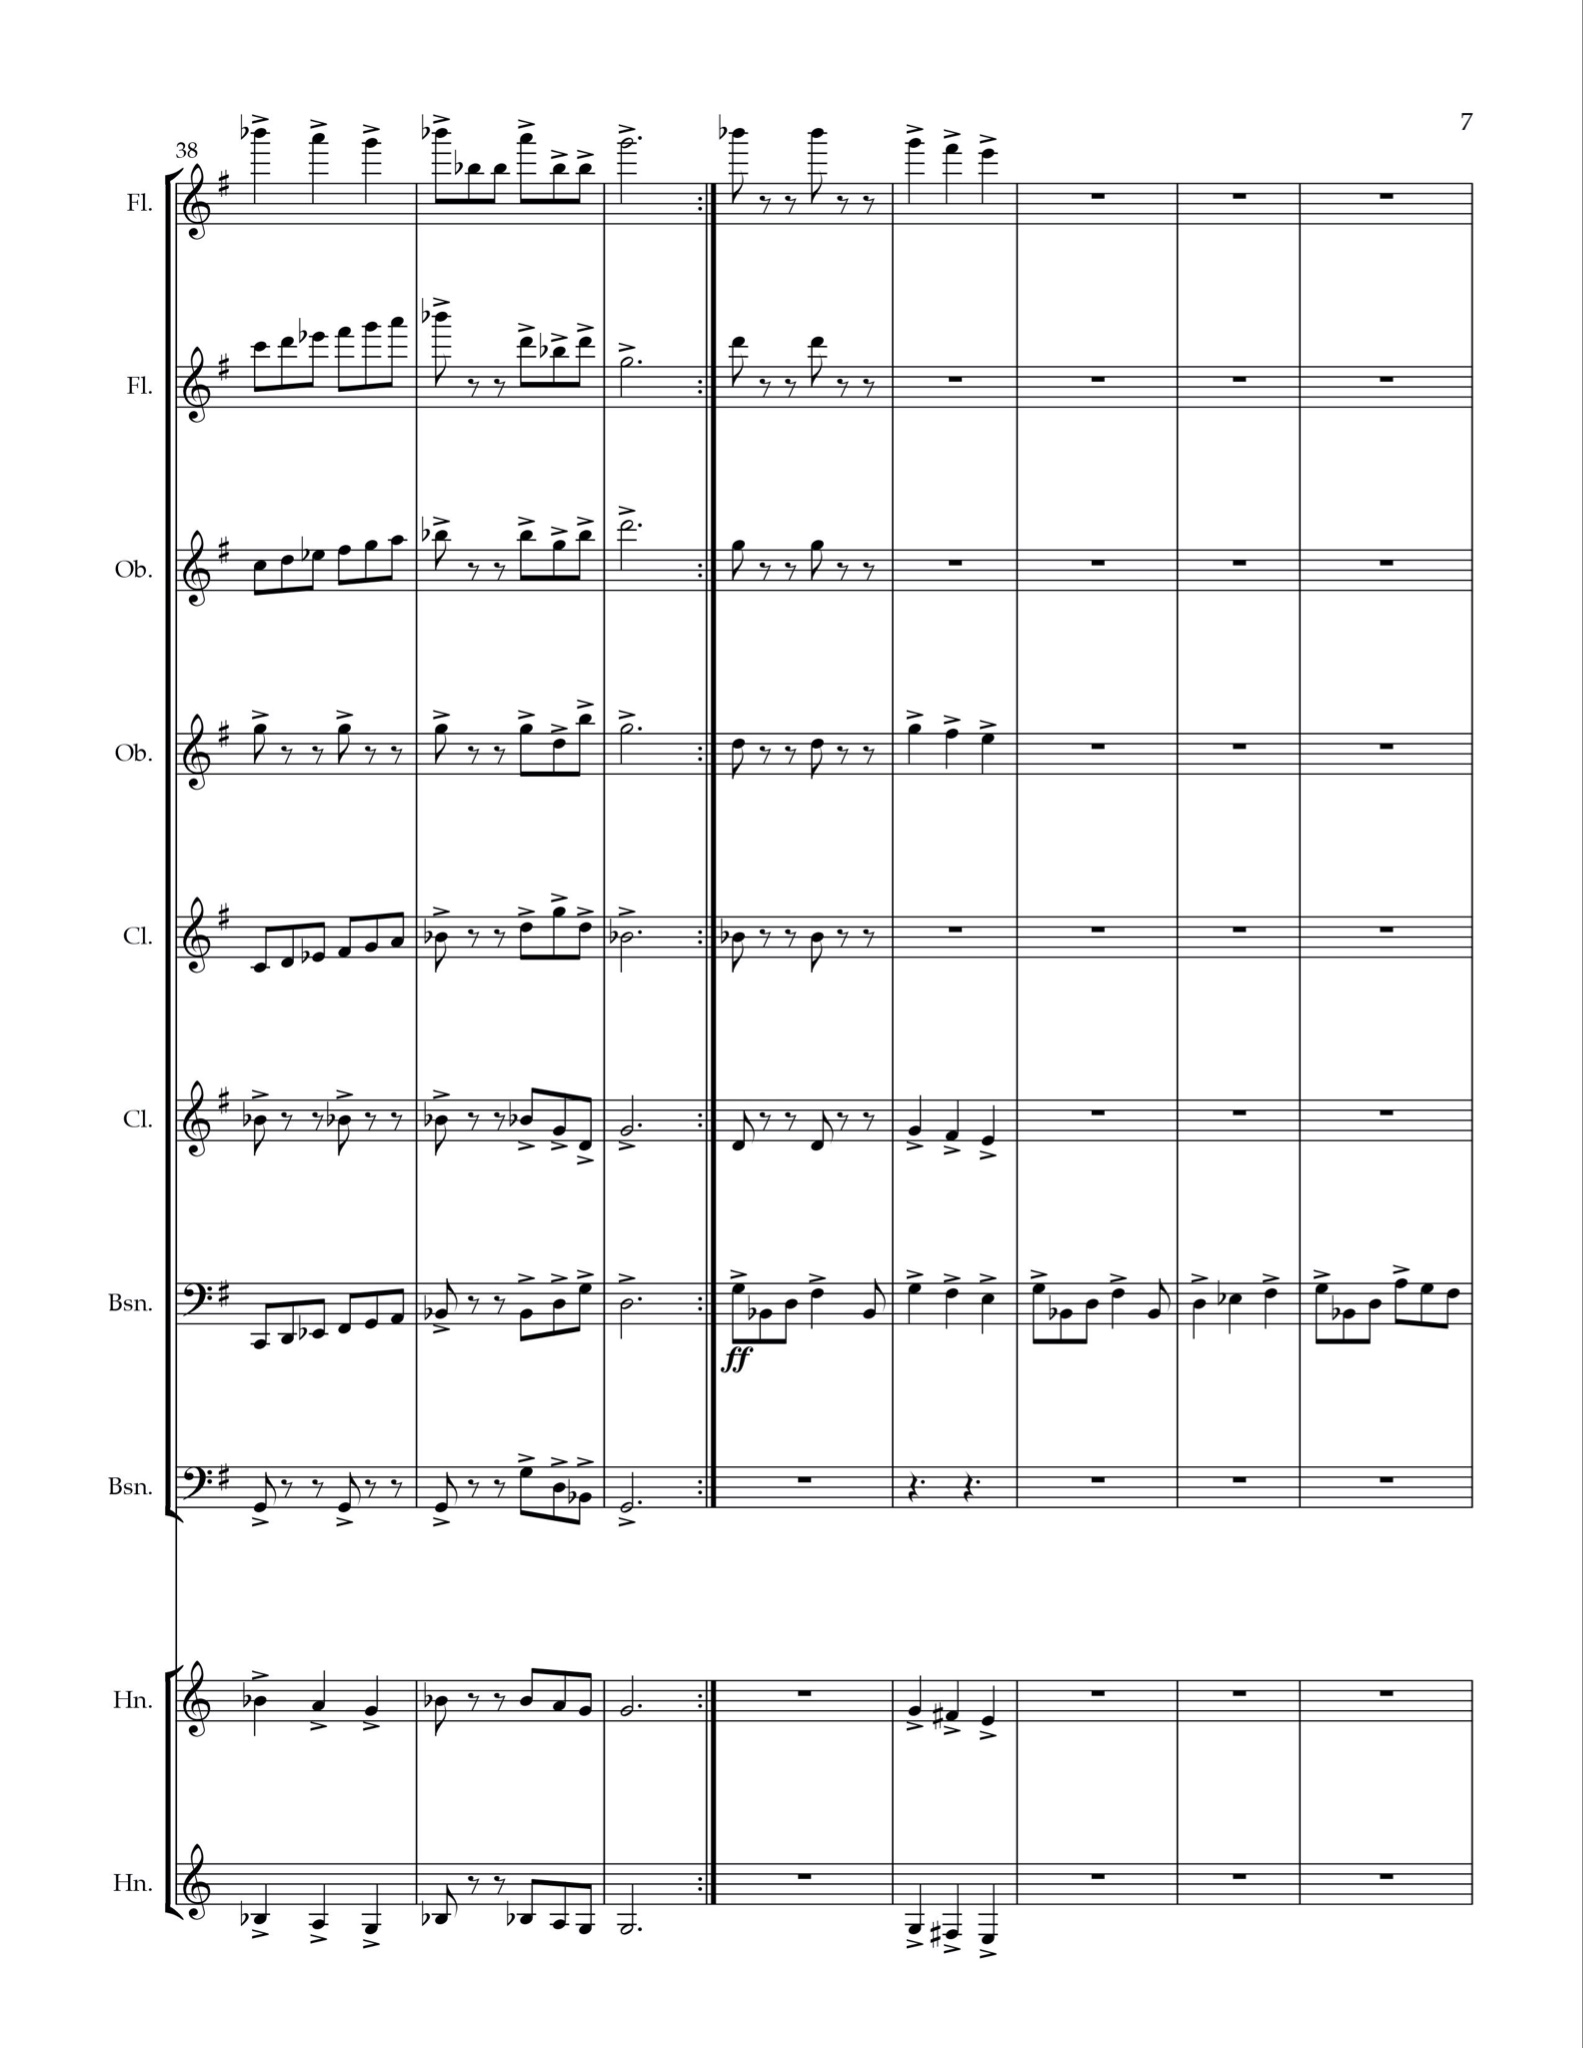 7
38
Fl.
Fl.
Ob.
Ob.
Cl.
Cl.
Bsn.
ff
Bsn.
Hn.
Hn.